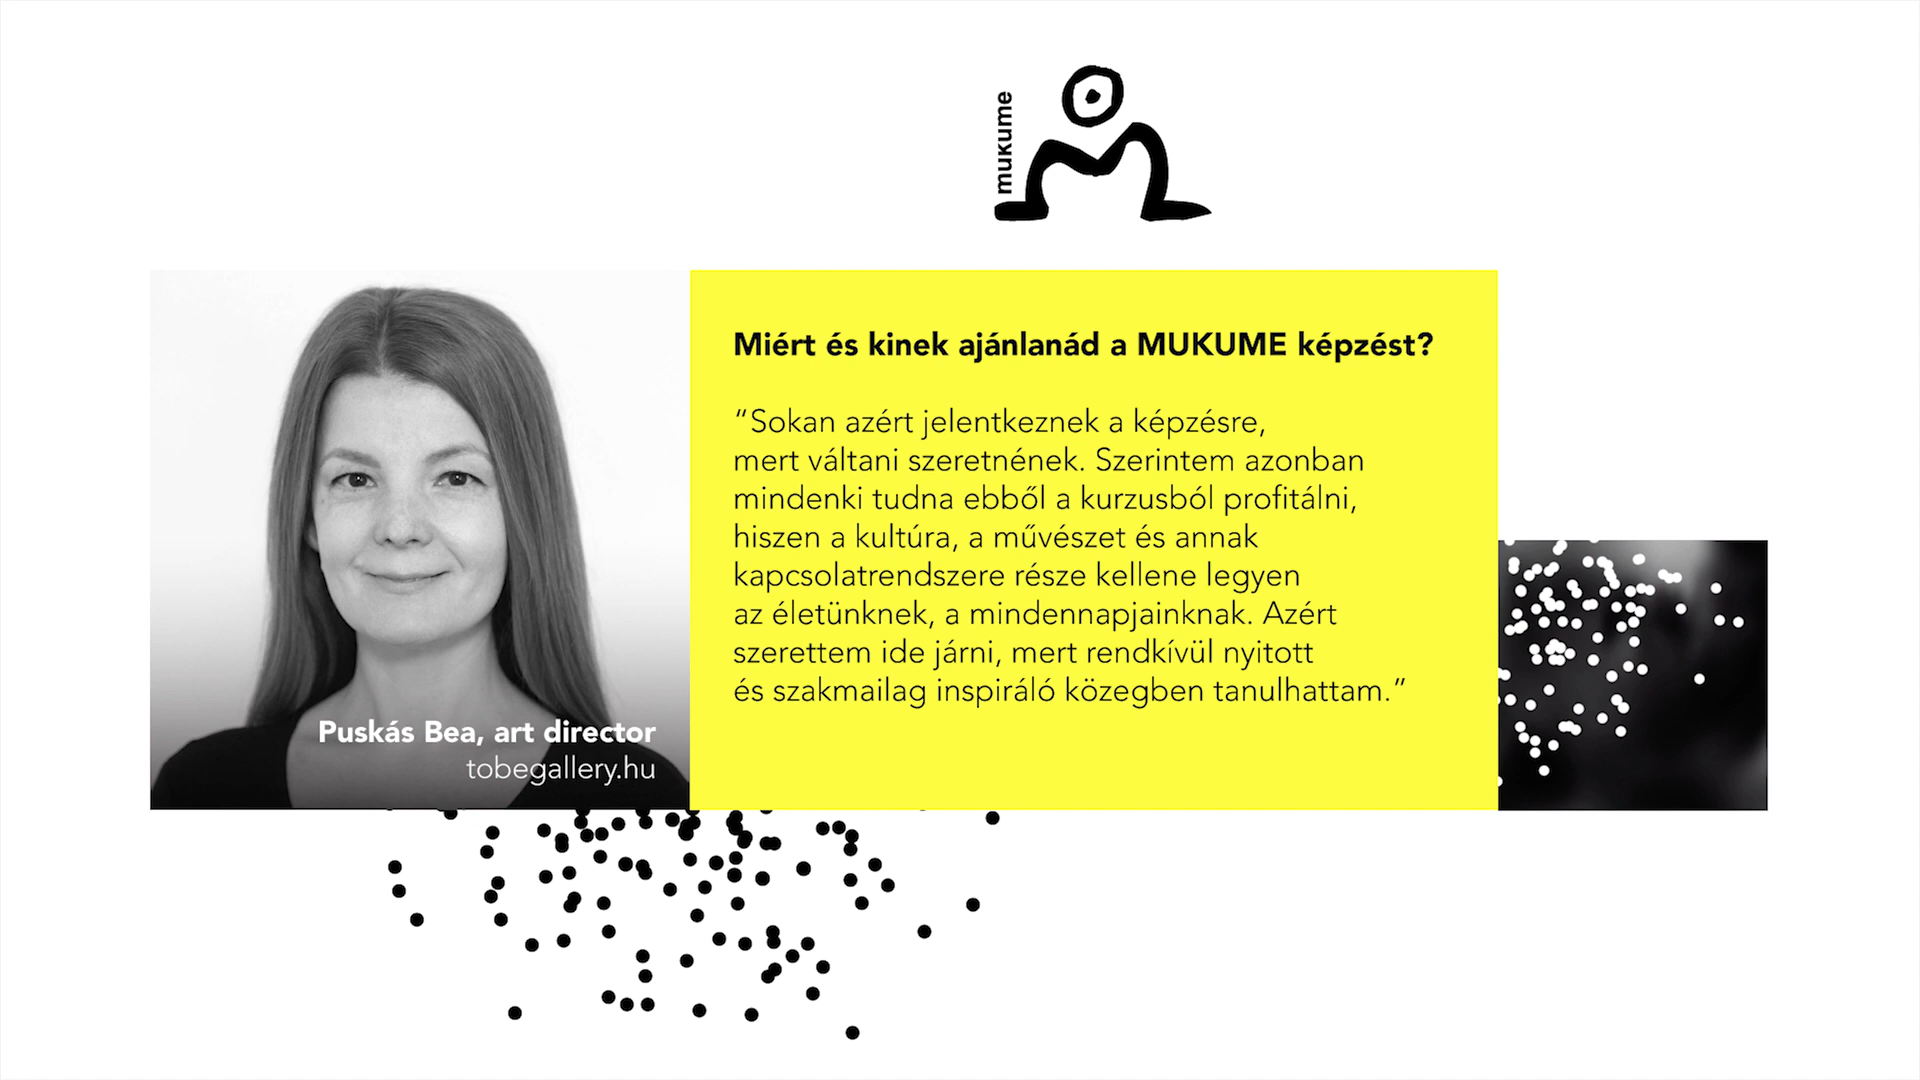 mukume
Miért és kinek ajánlanád a MUKUME képzést?
“Sokan azért jelentkeznek a képzésre,
mert váltani szeretnének. Szerintem azonban
mindenki tudna ebből a kurzusból profitálni,
hiszen a kultúra, a művészet és annak
kapcsolatrendszere része kellene legyen
az életünknek, a mindennapjainknak. Azért
szerettem ide járni, mert rendkívül nyitott
és szakmailag inspiráló közegben tanulhattam.”
Puskás Bea, art director
tobegallery.hu